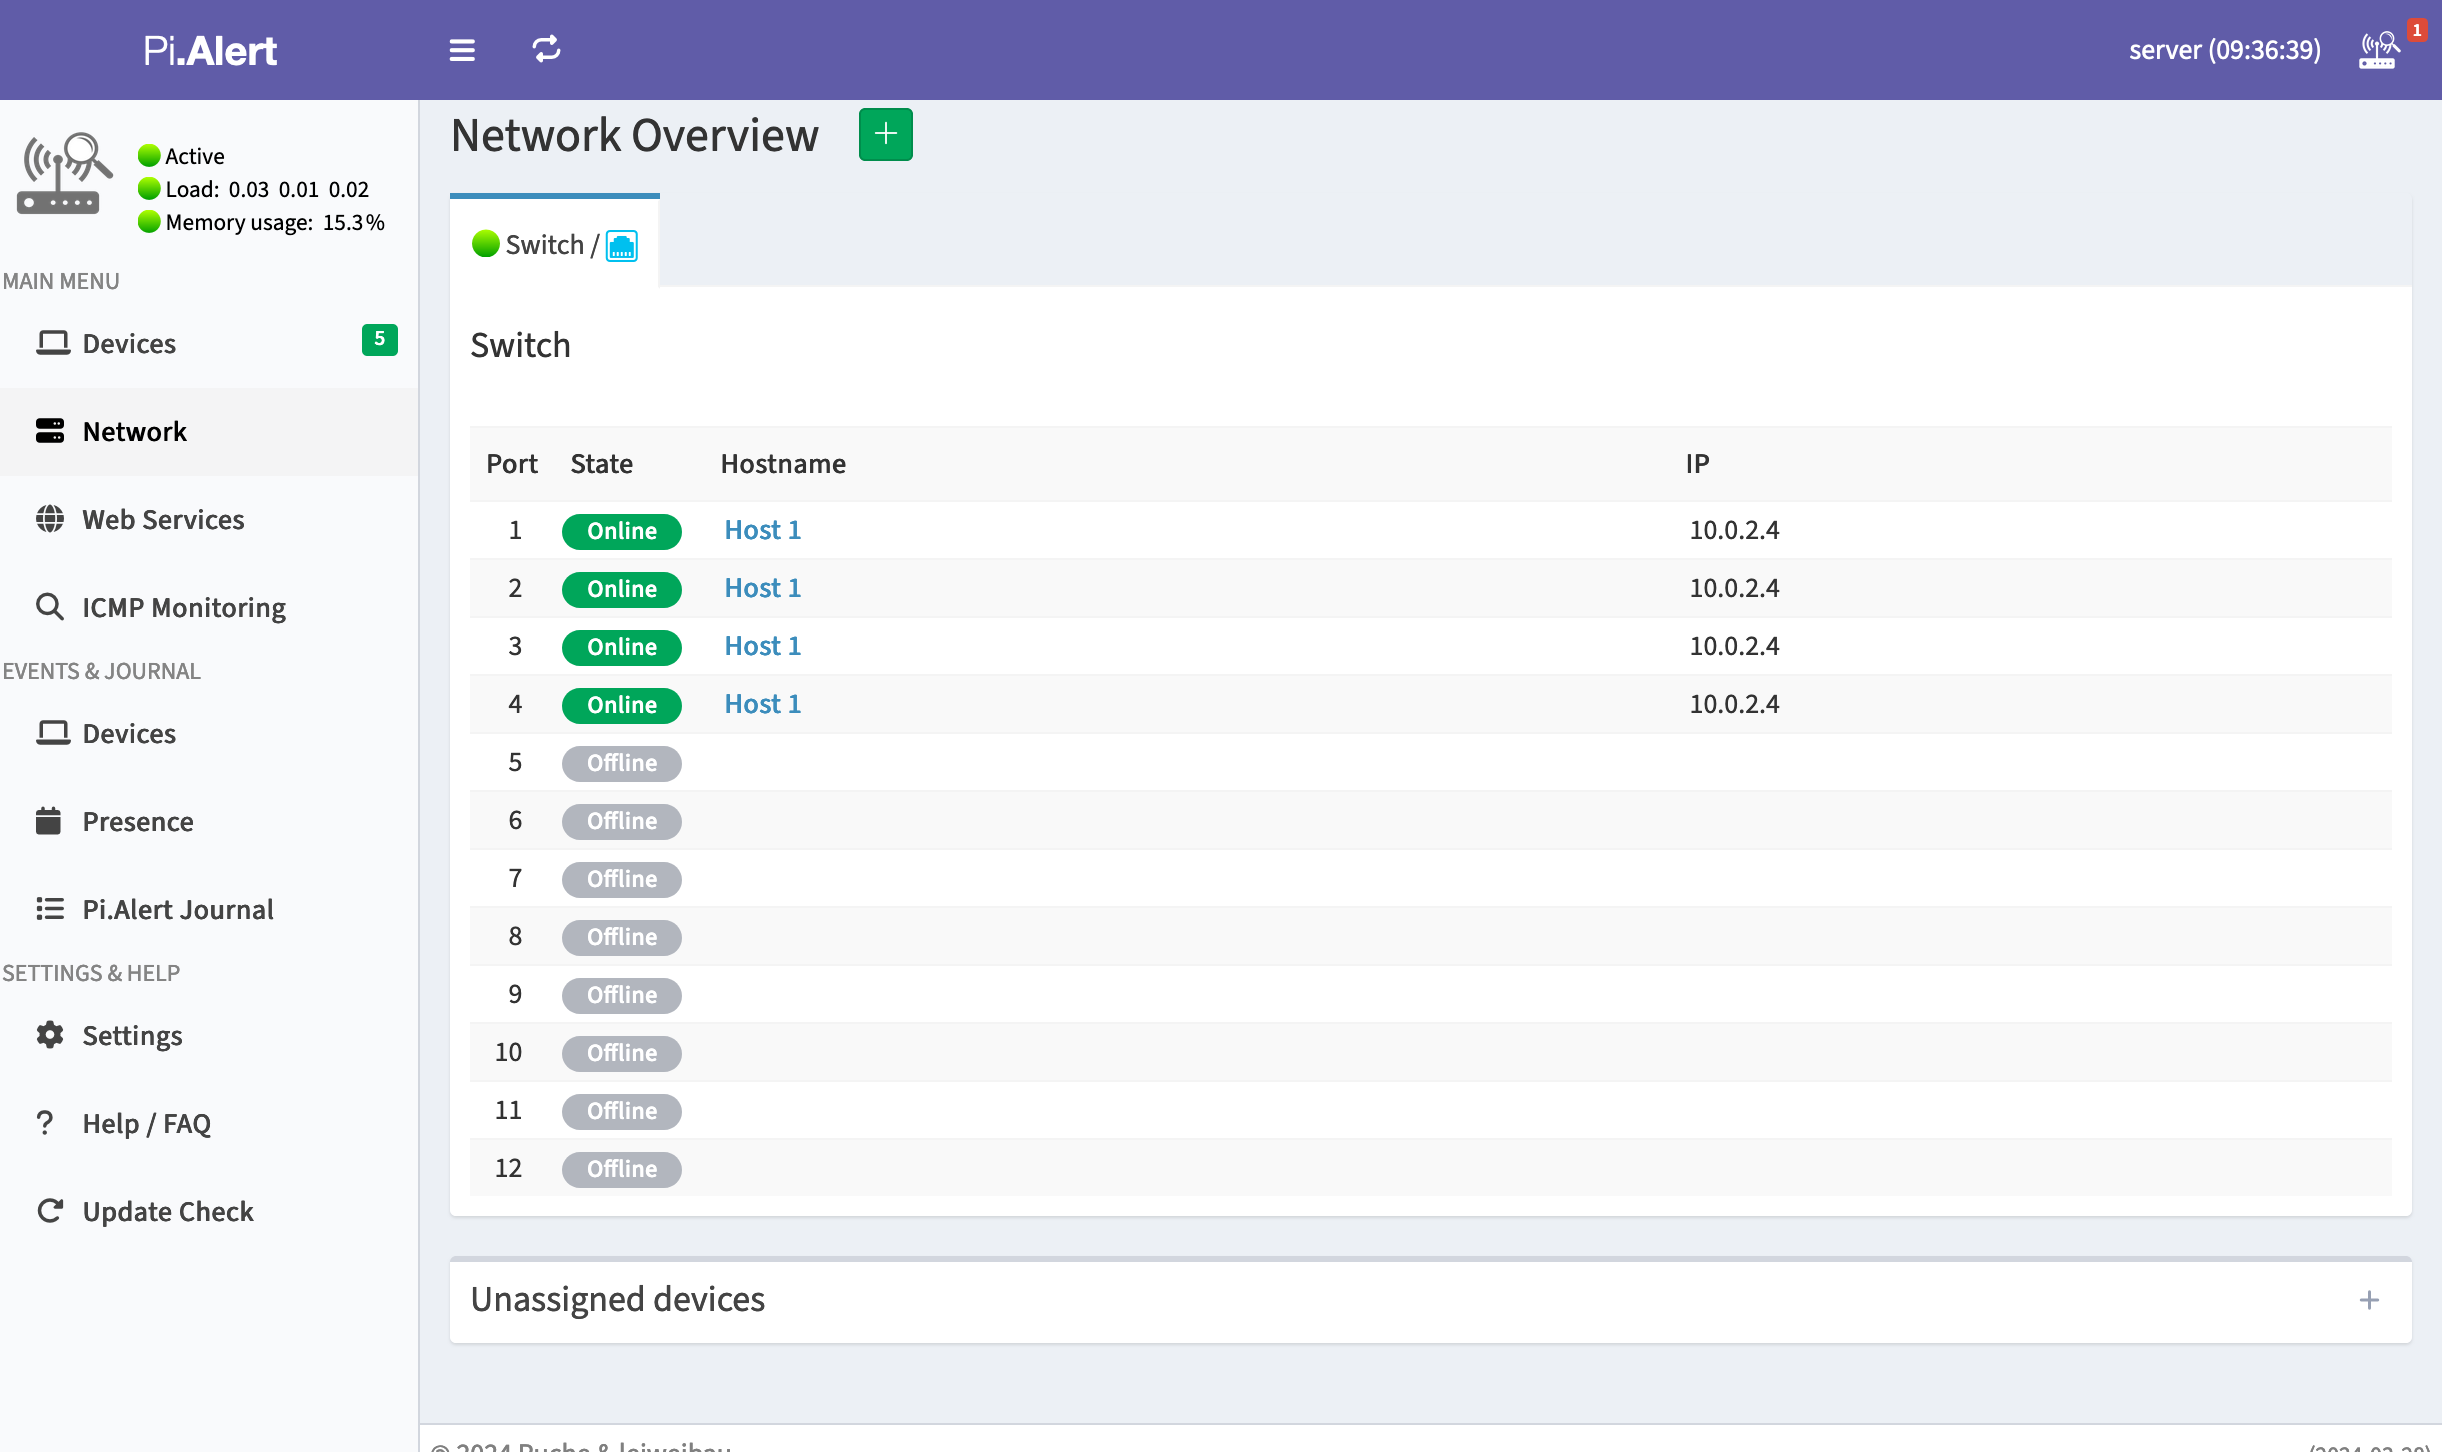 Pi.Alert
server (09:36:39)
1
Active
Load: 0.03 0.01 0.02
Memory usage: 15.3%
MAIN MENU
Devices 5
Network
Web Services
ICMP Monitoring
EVENTS & JOURNAL
Devices
Presence
Pi.Alert Journal
SETTINGS & HELP
Settings
Help / FAQ
Update Check
Network Overview
Switch /
Switch
Port State Hostname IP
1 Online Host 1 10.0.2.4
2 Online Host 1 10.0.2.4
3 Online Host 1 10.0.2.4
4 Online Host 1 10.0.2.4
5 Offline
6 Offline
7 Offline
8 Offline
9 Offline
10 Offline
11 Offline
12 Offline
Unassigned devices
© 2024 Puche & leiweibau